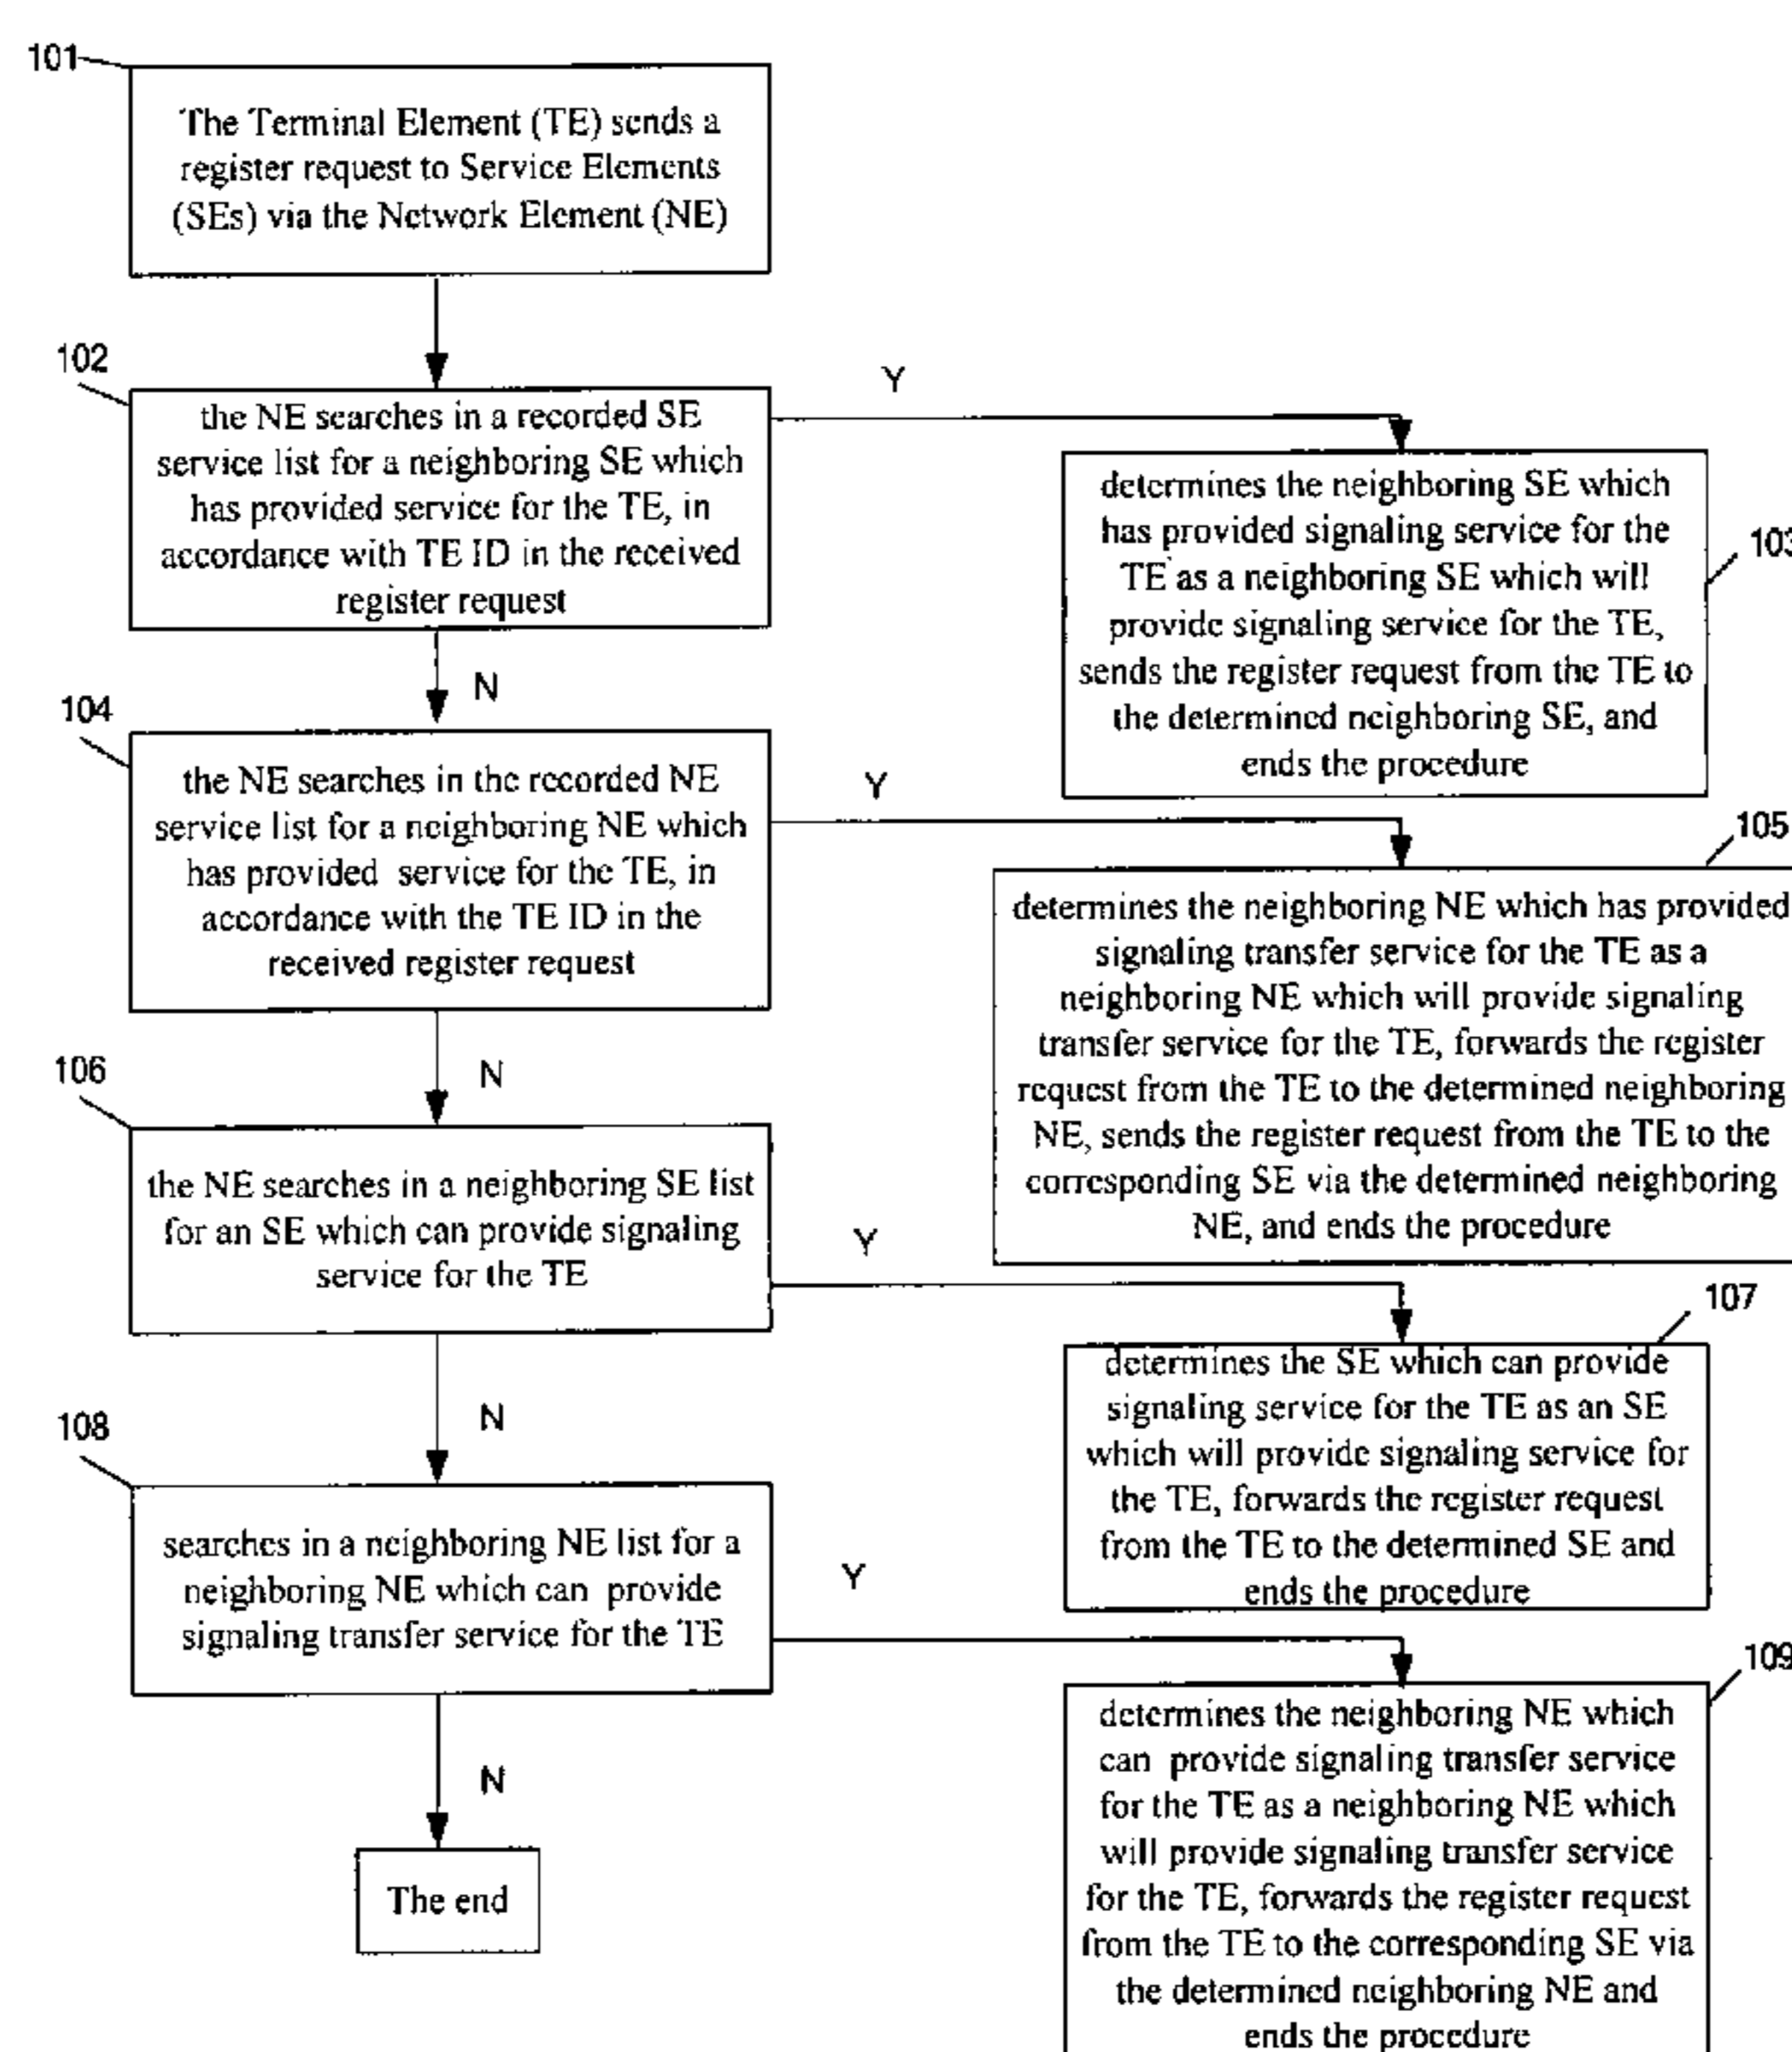 101
The Terminal Element (TE) sends a
register request to Service Elements
(SEs) via the Network Element (NE)
102
the NE searches in a recorded SE
service list for a neighboring SE which
has provided service for the TE, in
accordance with TE ID in the received
register request
Y
determines the neighboring SE which
has provided signaling service for the
TE as a neighboring SE which will
provide signaling service for the TE,
sends the register request from the TE to
the determined neighboring SE, and
ends the procedure
103
N
104
the NE searches in the recorded NE
service list for a neighboring NE which
has provided service for the TE, in
accordance with the TE ID in the
received register request
Y
105
determines the neighboring NE which has provided
signaling transfer service for the TE as a
neighboring NE which will provide signaling
transfer service for the TE, forwards the register
request from the TE to the determined neighboring
NE, sends the register request from the TE to the
corresponding SE via the determined neighboring
NE, and ends the procedure
N
106
the NE searches in a neighboring SE list
for an SE which can provide signaling
service for the TE
Y
107
determines the SE which can provide
signaling service for the TE as an SE
which will provide signaling service for
the TE, forwards the register request
from the TE to the determined SE and
ends the procedure
N
108
searches in a neighboring NE list for a
neighboring NE which can provide
signaling transfer service for the TE
Y
109
determines the neighboring NE which
can provide signaling transfer service
for the TE as a neighboring NE which
will provide signaling transfer service
for the TE, forwards the register request
from the TE to the corresponding SE via
the determined neighboring NE and
ends the procedure
N
The end